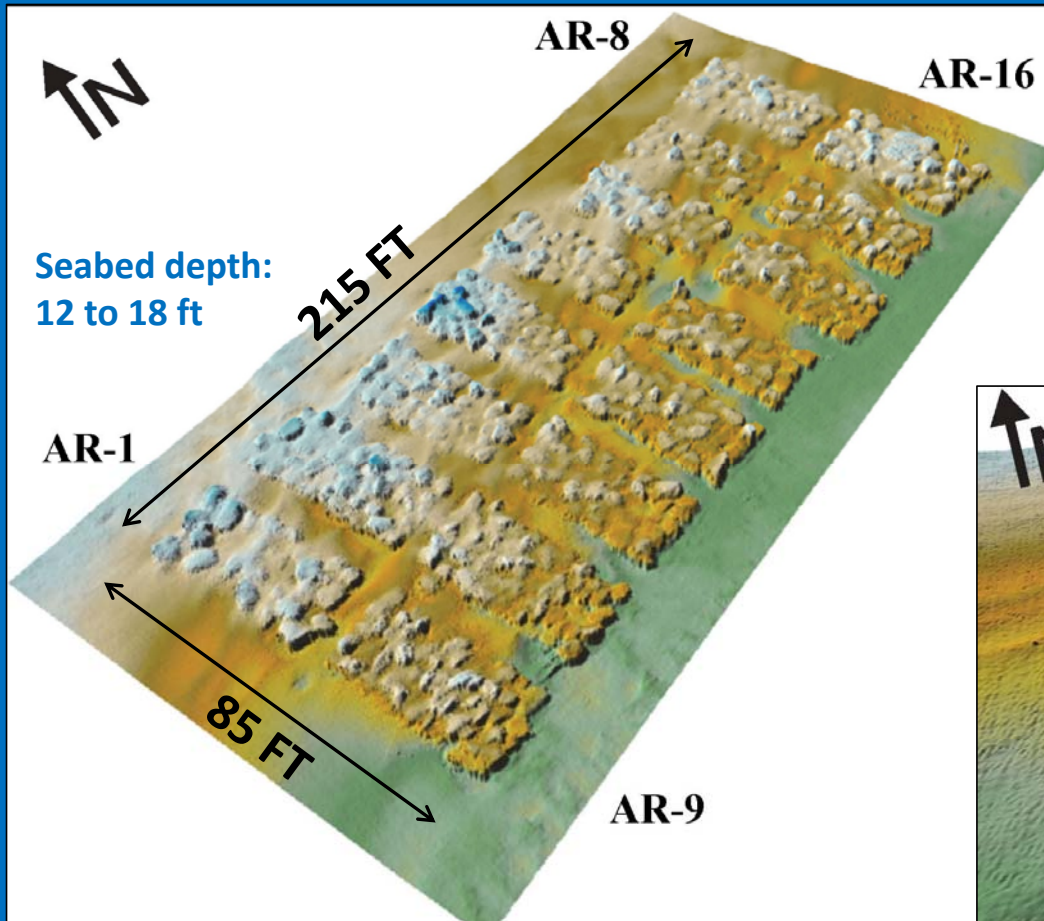 AR-8
AR-16
N
Seabed depth:
12 to 18 ft
215 FT
AR-1
85 FT
AR-9